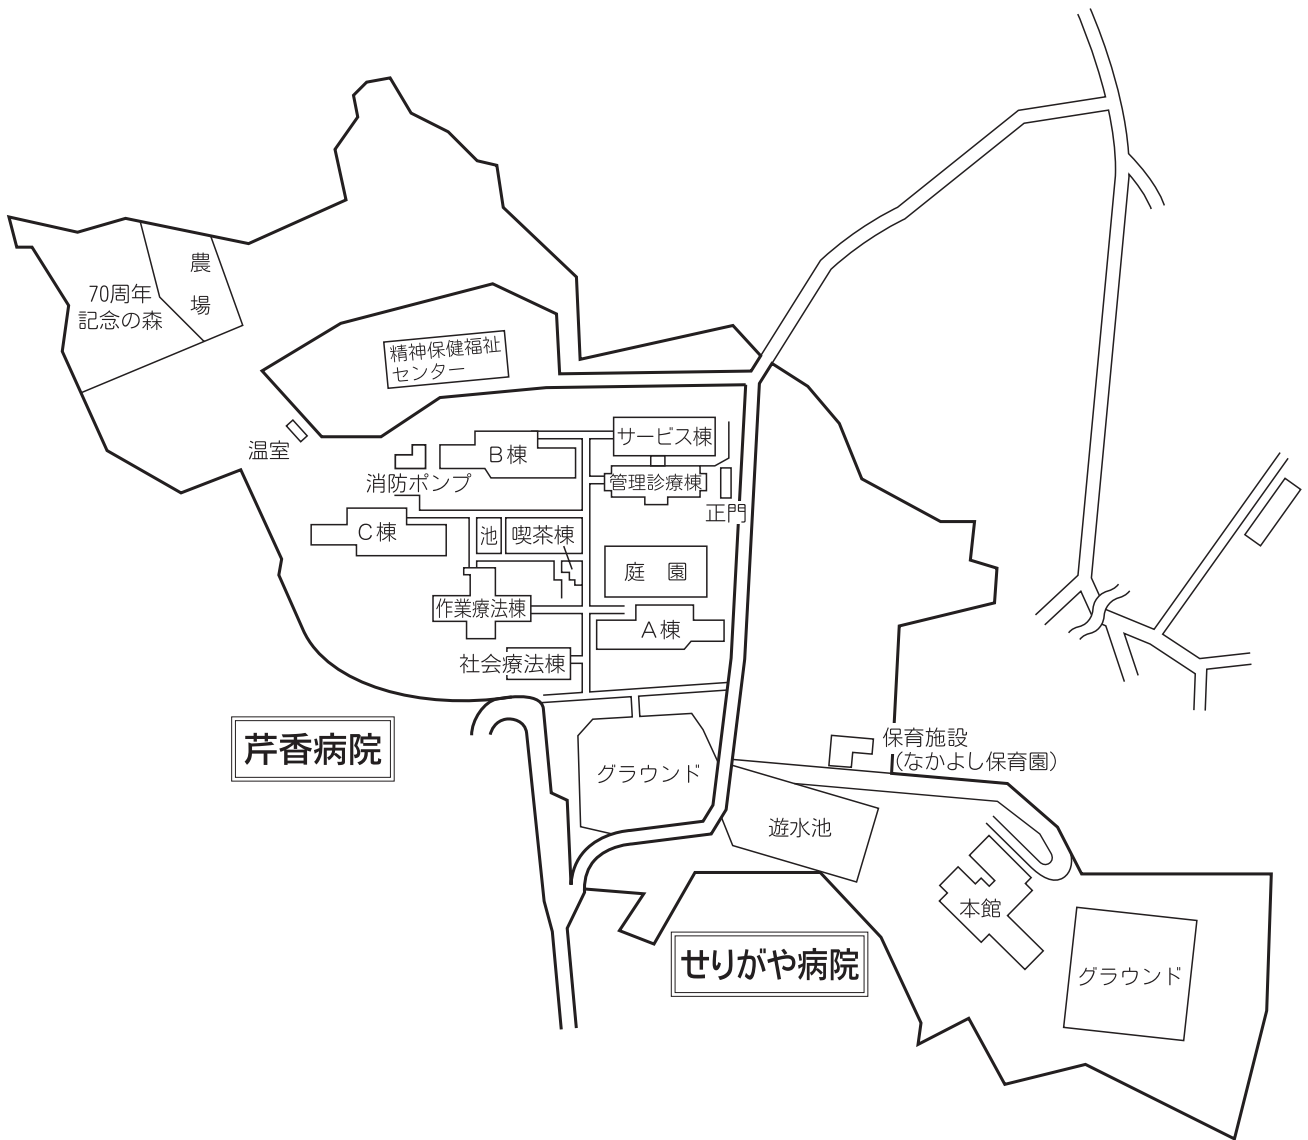 農
場
70周年
記念の森
精神保健福祉
センター
温室
サービス棟
B棟
消防ポンプ
管理診療棟
正門
C棟
池
喫茶棟
庭 園
作業療法棟
A棟
社会療法棟
芹香病院
グラウンド
保育施設
(なかよし保育園)
遊水池
本館
せりがや病院
グラウンド